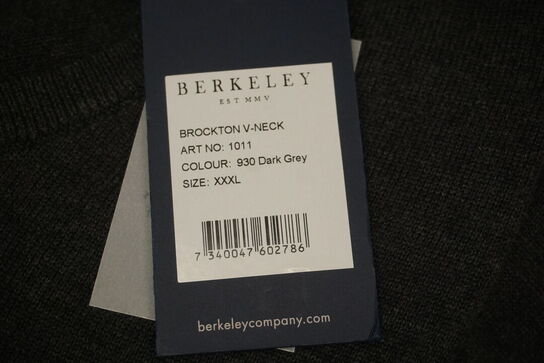 BERKELEY
EST MMV
BROCKTON V-NECK
ART NO: 1011
COLOUR: 930 Dark Grey
SIZE: XXXL
7 340047 602786
berkeleycompany.com